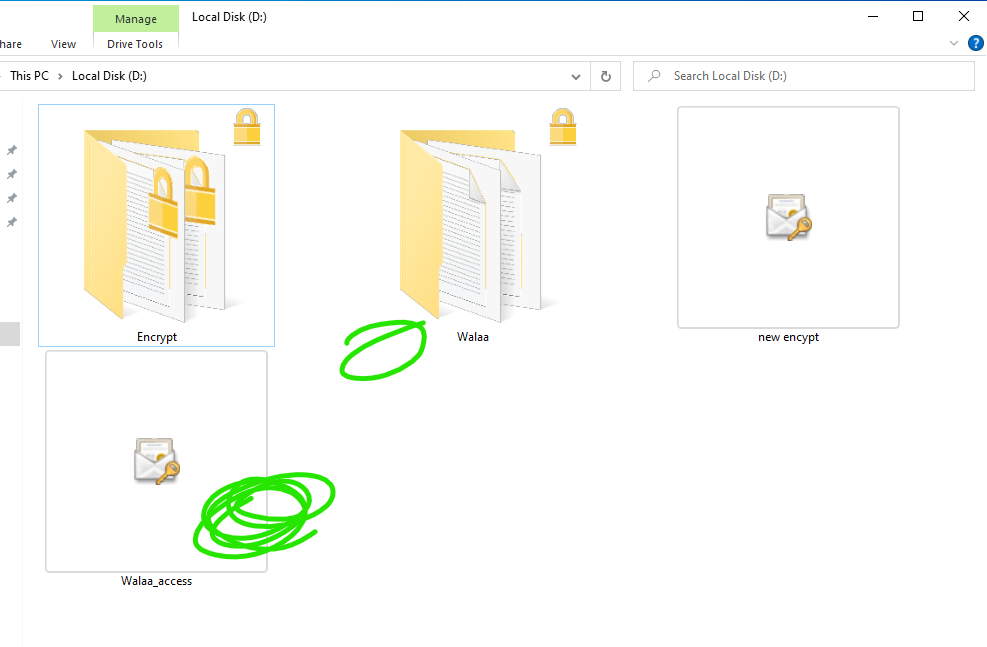 Manage
Local Disk (D:)
hare
View
Drive Tools
?
This PC > Local Disk (D:)
Search Local Disk (D:)
Encrypt
Walaa
new encypt
Walaa_access